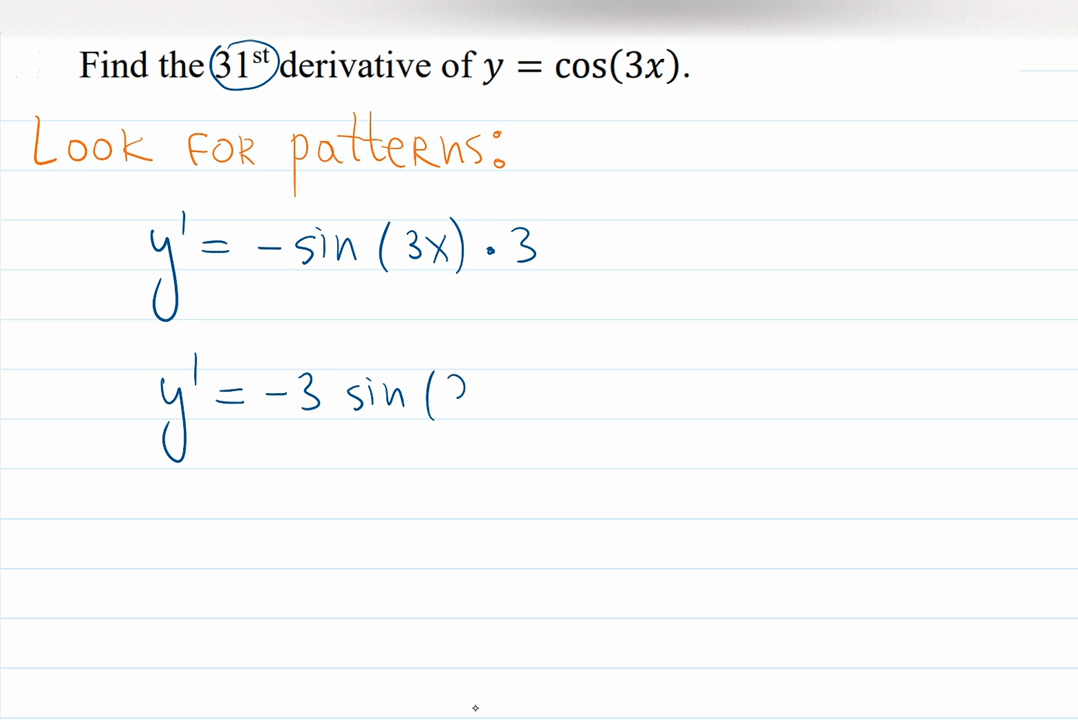 Find the 31st derivative of y = cos(3x).
Look FOR patterns:
y' = - sin (3x) • 3
y' = -3 sin (